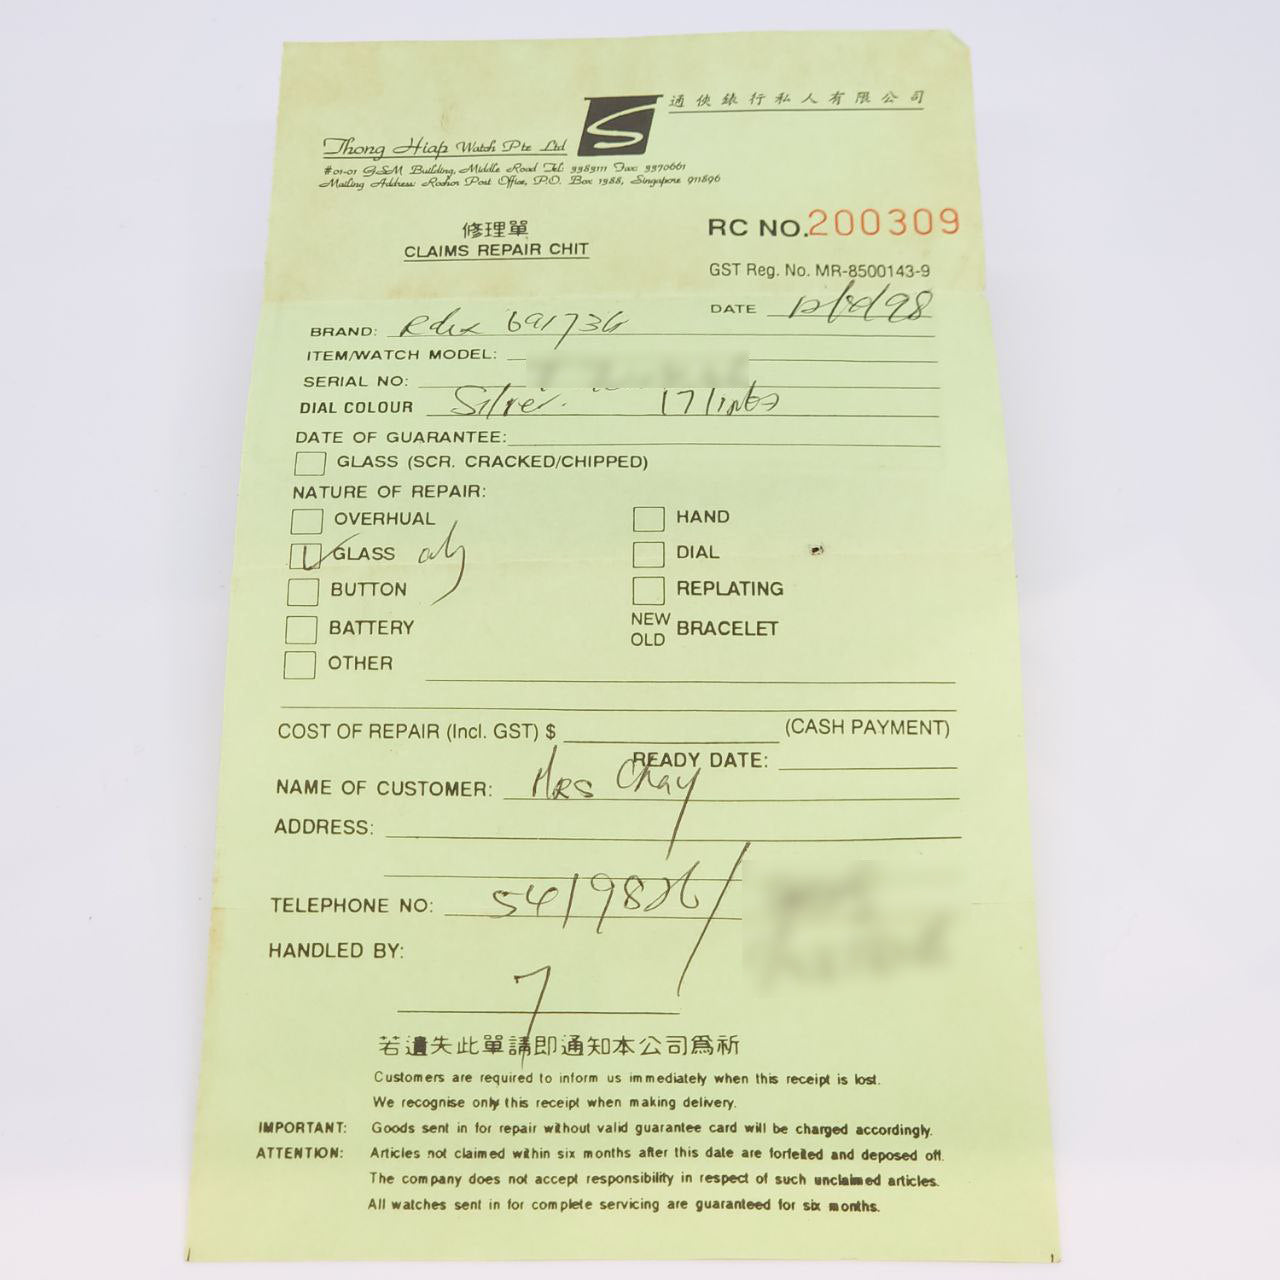 通俠錶行私人有限公司
Thong Hiap Watch Pte Ltd
#01-01 GSM Building, Middle Road Tel: 3383111 Fax: 3370661
Mailing Address: Rochor Post Office, P.O. Box 1388, Singapore 911896
修理單
CLAIMS REPAIR CHIT
RC NO. 200309
GST Reg. No. MR-8500143-9
DATE
BRAND: Rolex 69173G
ITEM/WATCH MODEL:
SERIAL NO:
DIAL COLOUR Silver. 17 links
DATE OF GUARANTEE:
GLASS (SCR. CRACKED/CHIPPED)
NATURE OF REPAIR:
OVERHUAL HAND
GLASS DIAL
BUTTON REPLATING
BATTERY NEW OLD BRACELET
OTHER
COST OF REPAIR (Incl. GST) $ (CASH PAYMENT)
READY DATE:
NAME OF CUSTOMER: Mrs Chay
ADDRESS:
TELEPHONE NO: 5419826
HANDLED BY:
若遺失此單請即通知本公司為祈
Customers are required to inform us immediately when this receipt is lost.
We recognise only this receipt when making delivery.
IMPORTANT: Goods sent in for repair without valid guarantee card will be charged accordingly.
ATTENTION: Articles not claimed within six months after this date are forfeited and deposed off.
The company does not accept responsibility in respect of such unclaimed articles.
All watches sent in for complete servicing are guaranteed for six months.